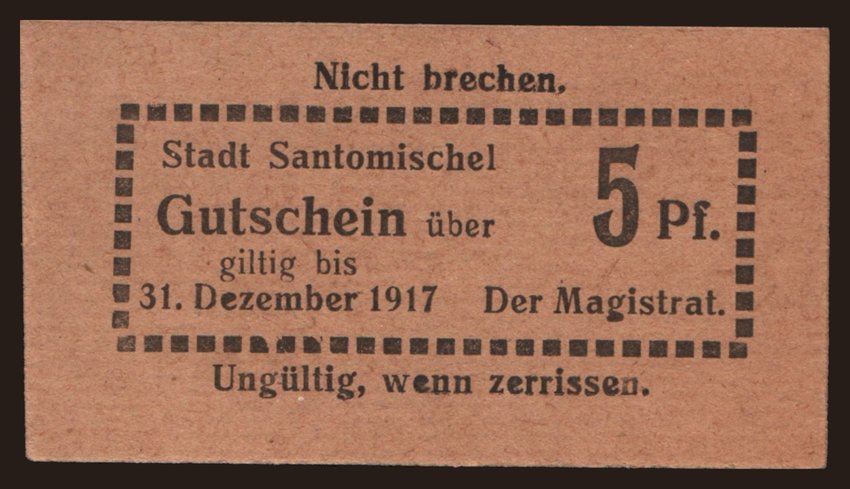 Nicht brechen.
Stadt Santomischel
Gutschein über 5 Pf.
giltig bis
31. Dezember 1917 Der Magistrat.
Ungültig, wenn zerrissen.